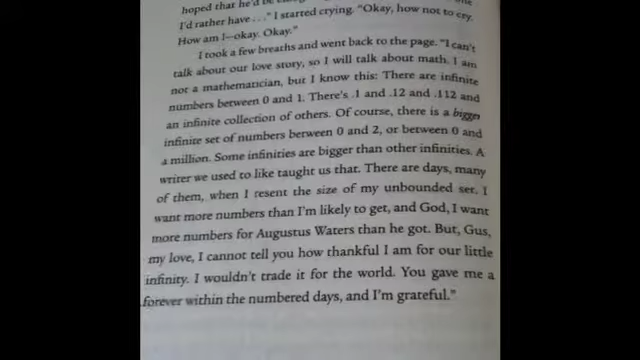 hoped that he'd be
I'd rather have . . ." I started crying. "Okay, how not to cry.
How am I—okay. Okay."
I took a few breaths and went back to the page. "I can't
talk about our love story, so I will talk about math. I am
not a mathematician, but I know this: There are infinite
numbers between 0 and 1. There's .1 and .12 and .112 and
an infinite collection of others. Of course, there is a bigger
infinite set of numbers between 0 and 2, or between 0 and
a million. Some infinities are bigger than other infinities. A
writer we used to like taught us that. There are days, many
of them, when I resent the size of my unbounded set. I
want more numbers than I'm likely to get, and God, I want
more numbers for Augustus Waters than he got. But, Gus,
my love, I cannot tell you how thankful I am for our little
infinity. I wouldn't trade it for the world. You gave me a
forever within the numbered days, and I'm grateful."